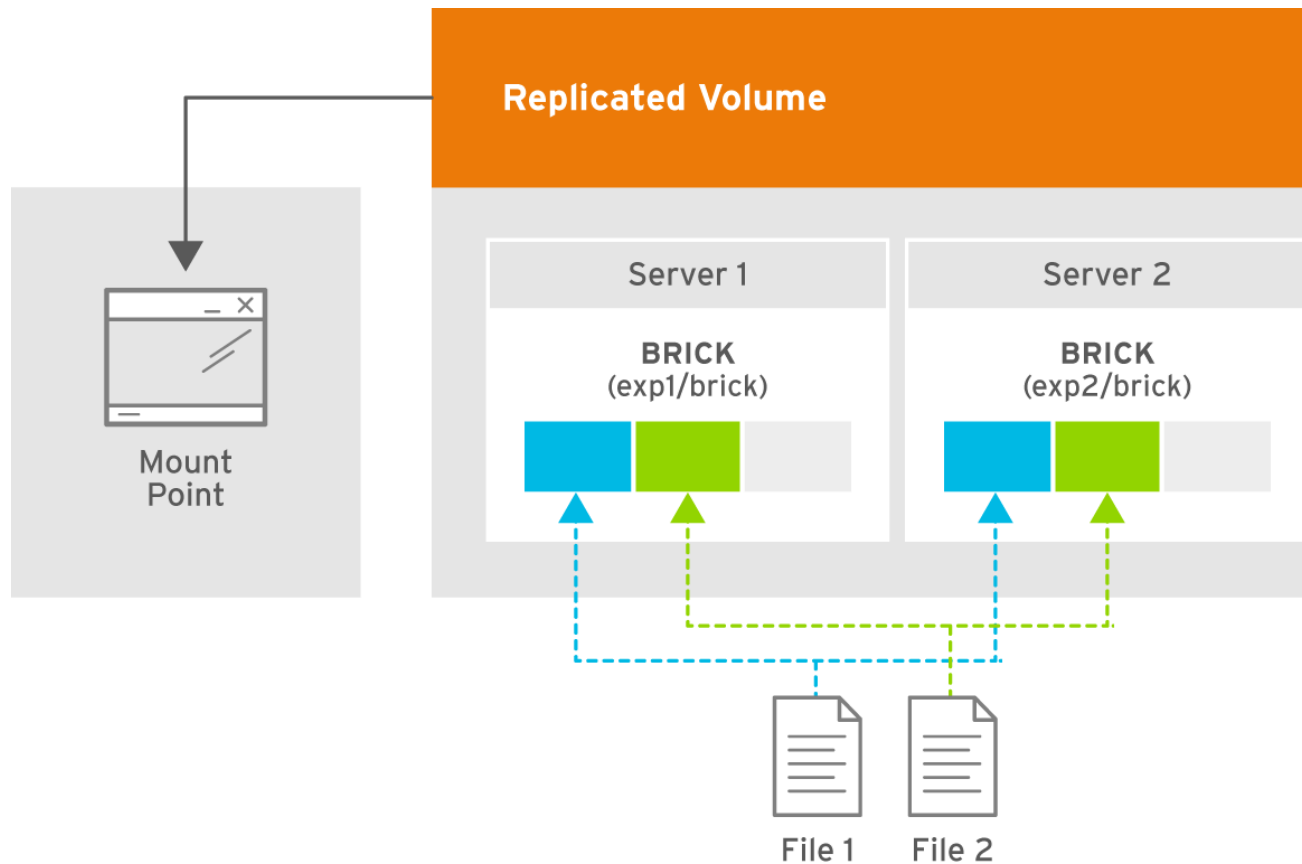 Replicated Volume
Server 1
Server 2
BRICK
(exp1/brick)
BRICK
(exp2/brick)
Mount
Point
File 1
File 2